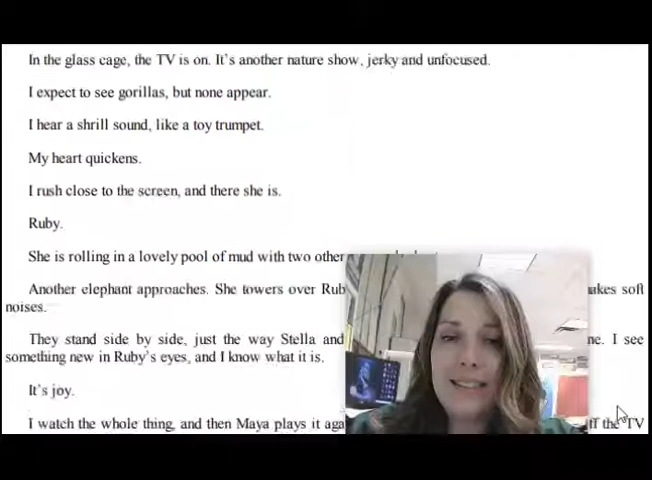 In the glass cage, the TV is on. It's another nature show, jerky and unfocused.
I expect to see gorillas, but none appear.
I hear a shrill sound, like a toy trumpet.
My heart quickens.
I rush close to the screen, and there she is.
Ruby.
She is rolling in a lovely pool of mud with two other
Another elephant approaches. She towers over soft
noises.
They stand side by side, just the way Stella and I see
something new in Ruby's eyes, and I know what it is.
It's joy.
I watch the whole thing, and then Maya plays it the TV